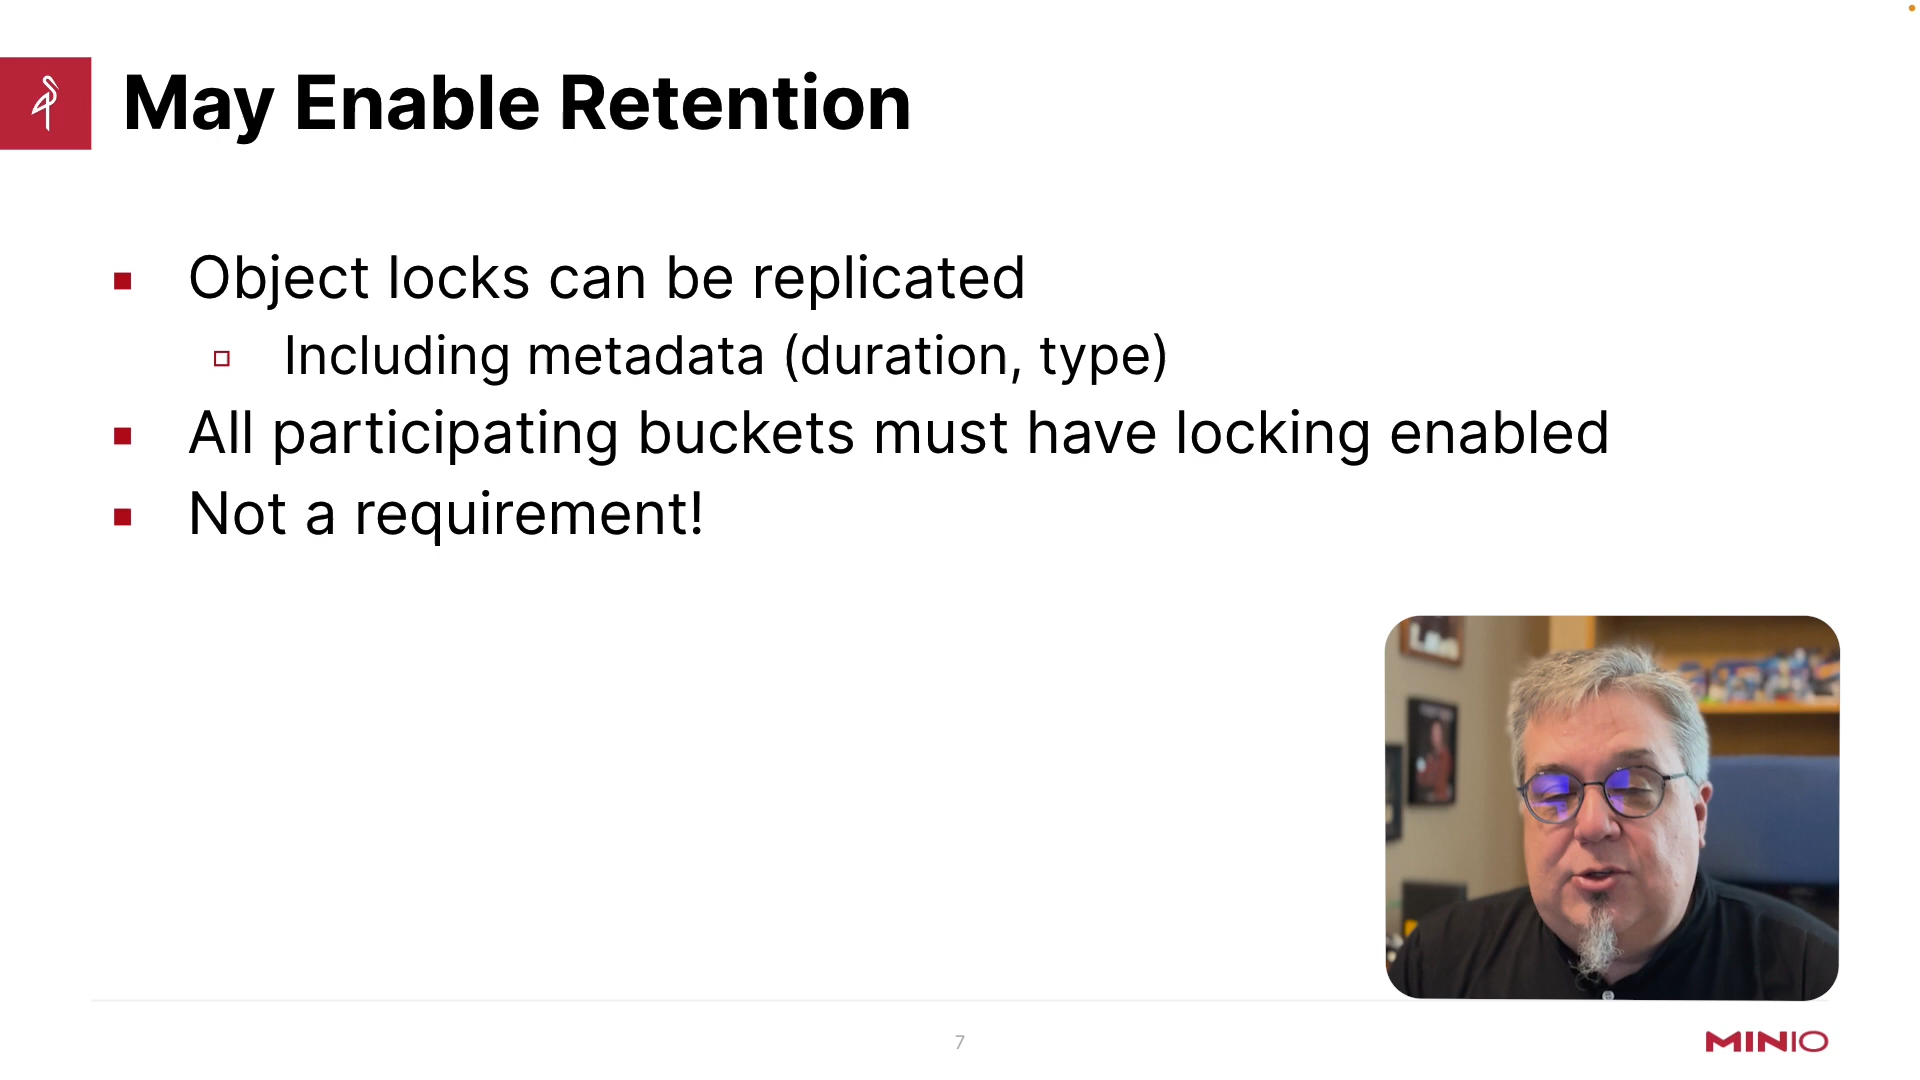 May Enable Retention
Object locks can be replicated
Including metadata (duration, type)
All participating buckets must have locking enabled
Not a requirement!
7
MINIO